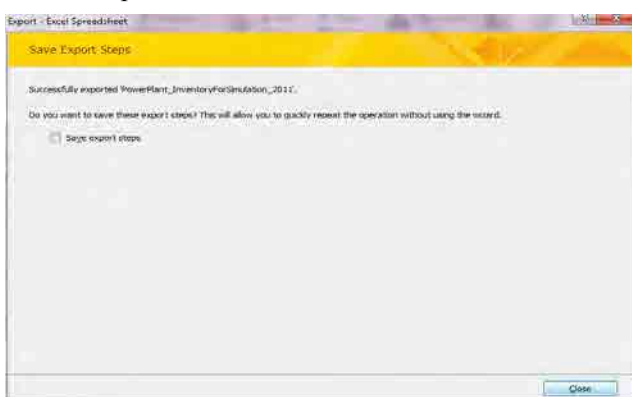 Export - Excel Spreadsheet
Save Export Steps
Successfully exported 'PowerPlant_InventoryForSimulation_2011'.
Do you want to save these export steps? This will allow you to quickly repeat the operation without using the wizard.
Save export steps
Close